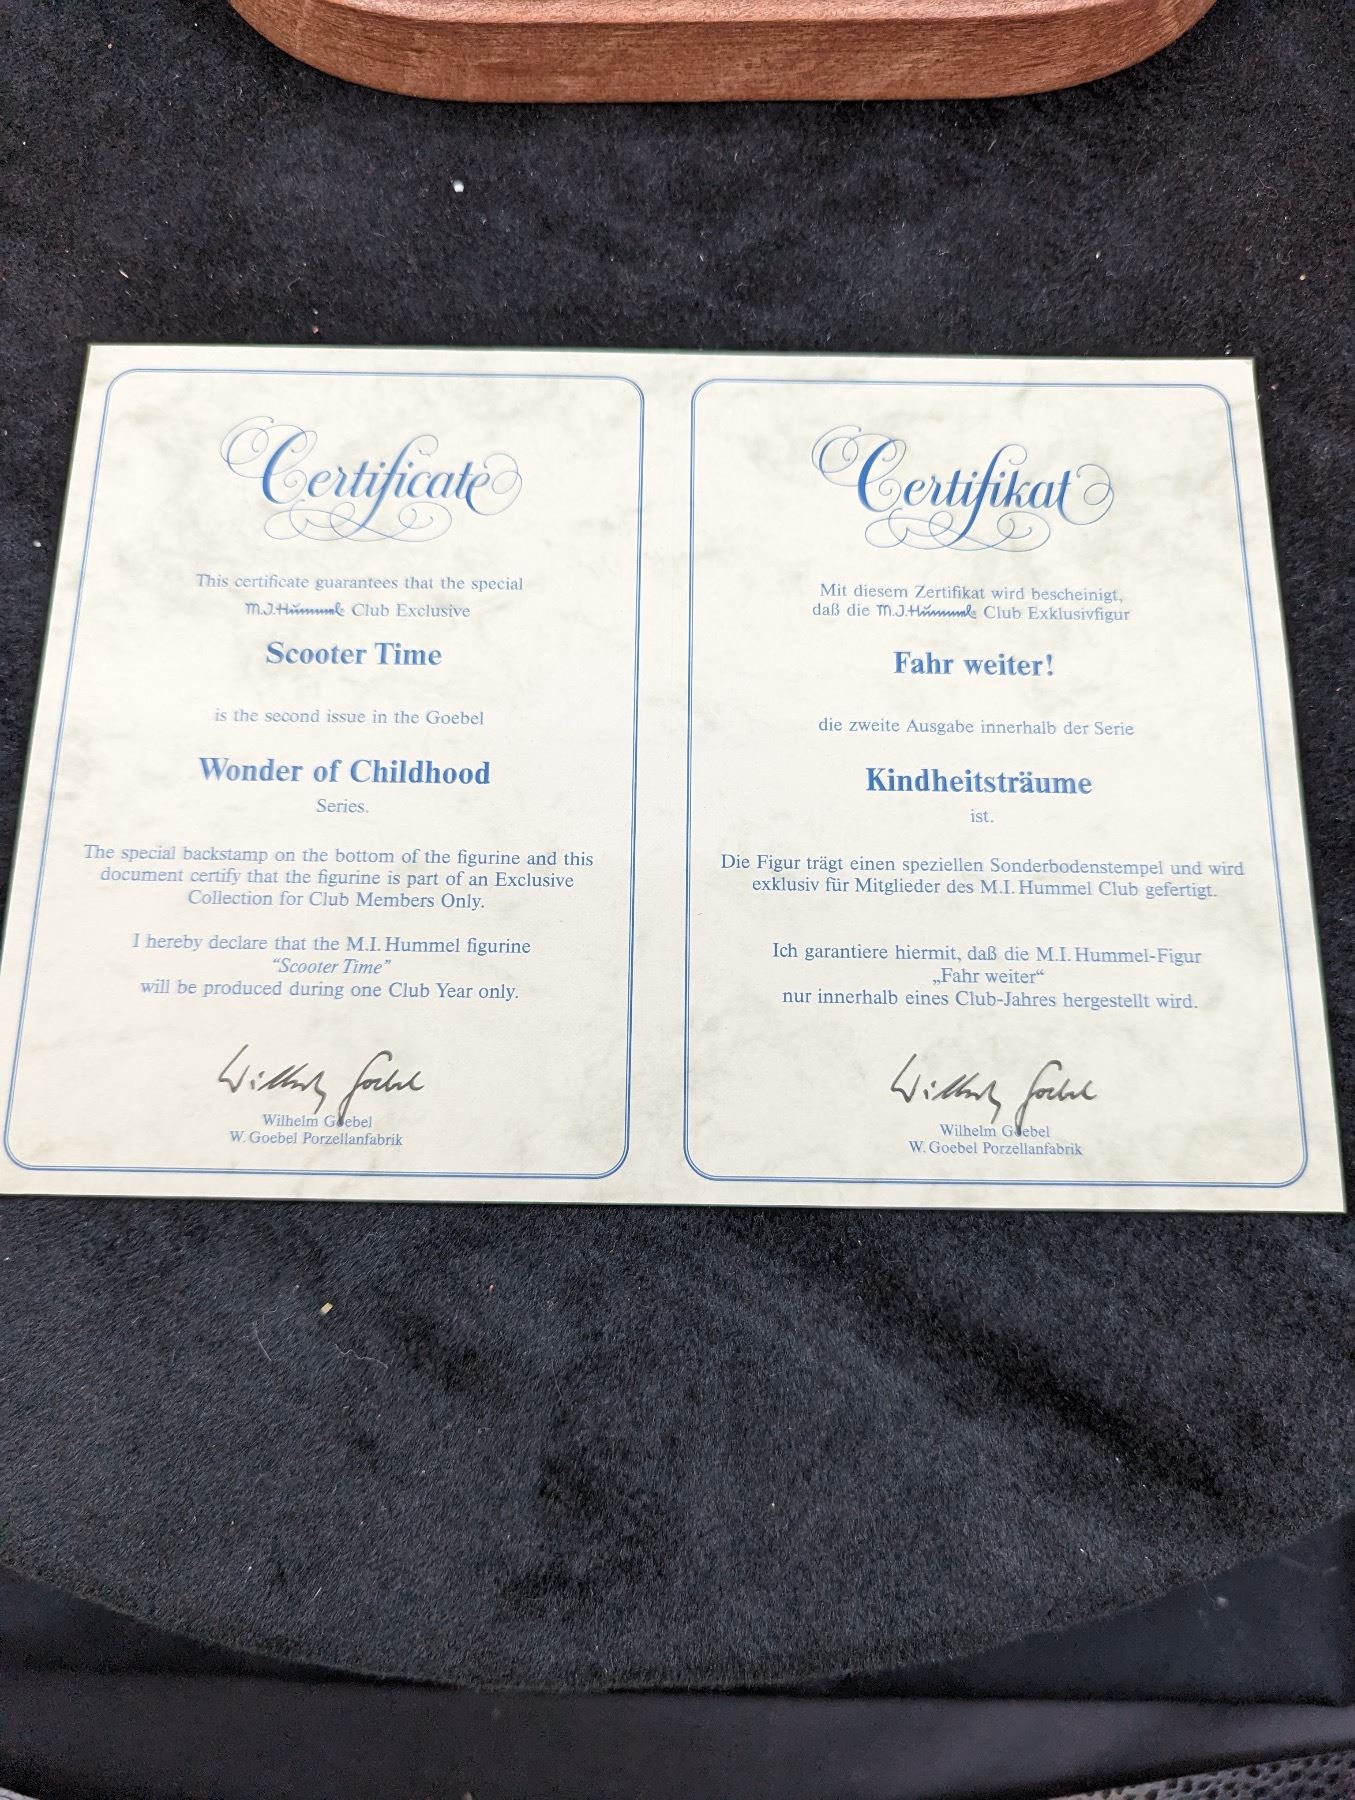 Certificate
This certificate guarantees that the special
M.J.Hummel Club Exclusive
Scooter Time
is the second issue in the Goebel
Wonder of Childhood
Series.
The special backstamp on the bottom of the figurine and this
document certify that the figurine is part of an Exclusive
Collection for Club Members Only.
I hereby declare that the M.I. Hummel figurine
“Scooter Time”
will be produced during one Club Year only.
Wilhelm Goebel
Wilhelm Goebel
W. Goebel Porzellanfabrik
Certifikat
Mit diesem Zertifikat wird bescheinigt,
daß die M.J.Hummel Club Exklusivfigur
Fahr weiter!
die zweite Ausgabe innerhalb der Serie
Kindheitsträume
ist.
Die Figur trägt einen speziellen Sonderbodenstempel und wird
exklusiv für Mitglieder des M.I. Hummel Club gefertigt.
Ich garantiere hiermit, daß die M.I. Hummel-Figur
„Fahr weiter“
nur innerhalb eines Club-Jahres hergestellt wird.
Wilhelm Goebel
Wilhelm Goebel
W. Goebel Porzellanfabrik